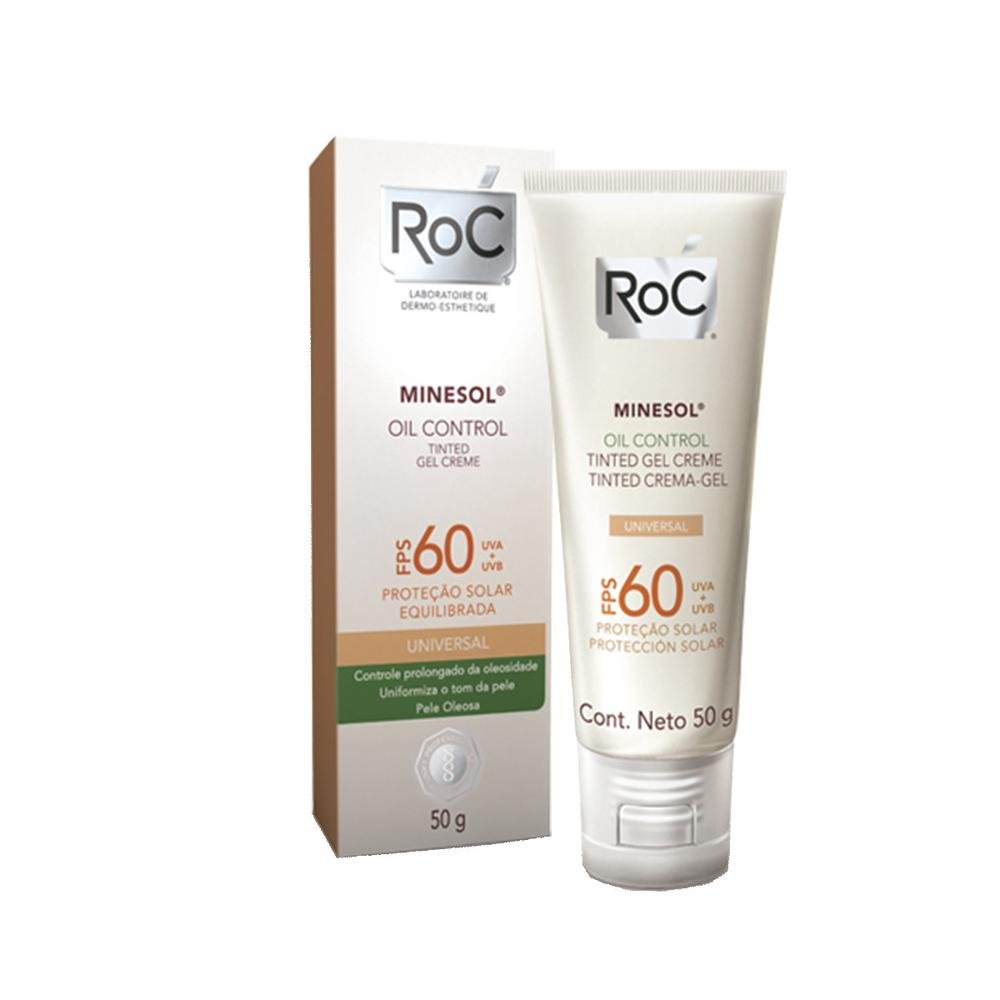 RoC
®
LABORATOIRE DE
DERMO-ESTHETIQUE
MINESOL®
OIL CONTROL
TINTED
GEL CREME
FPS 60 UVA + UVB
PROTEÇÃO SOLAR
EQUILIBRADA
UNIVERSAL
Controle prolongado da oleosidade
Uniformiza o tom da pele
Pele Oleosa
50 g
RoC
®
MINESOL®
OIL CONTROL
TINTED GEL CREME
TINTED CREMA-GEL
UNIVERSAL
FPS 60 UVA + UVB
PROTEÇÃO SOLAR
PROTECCIÓN SOLAR
Cont. Neto 50 g